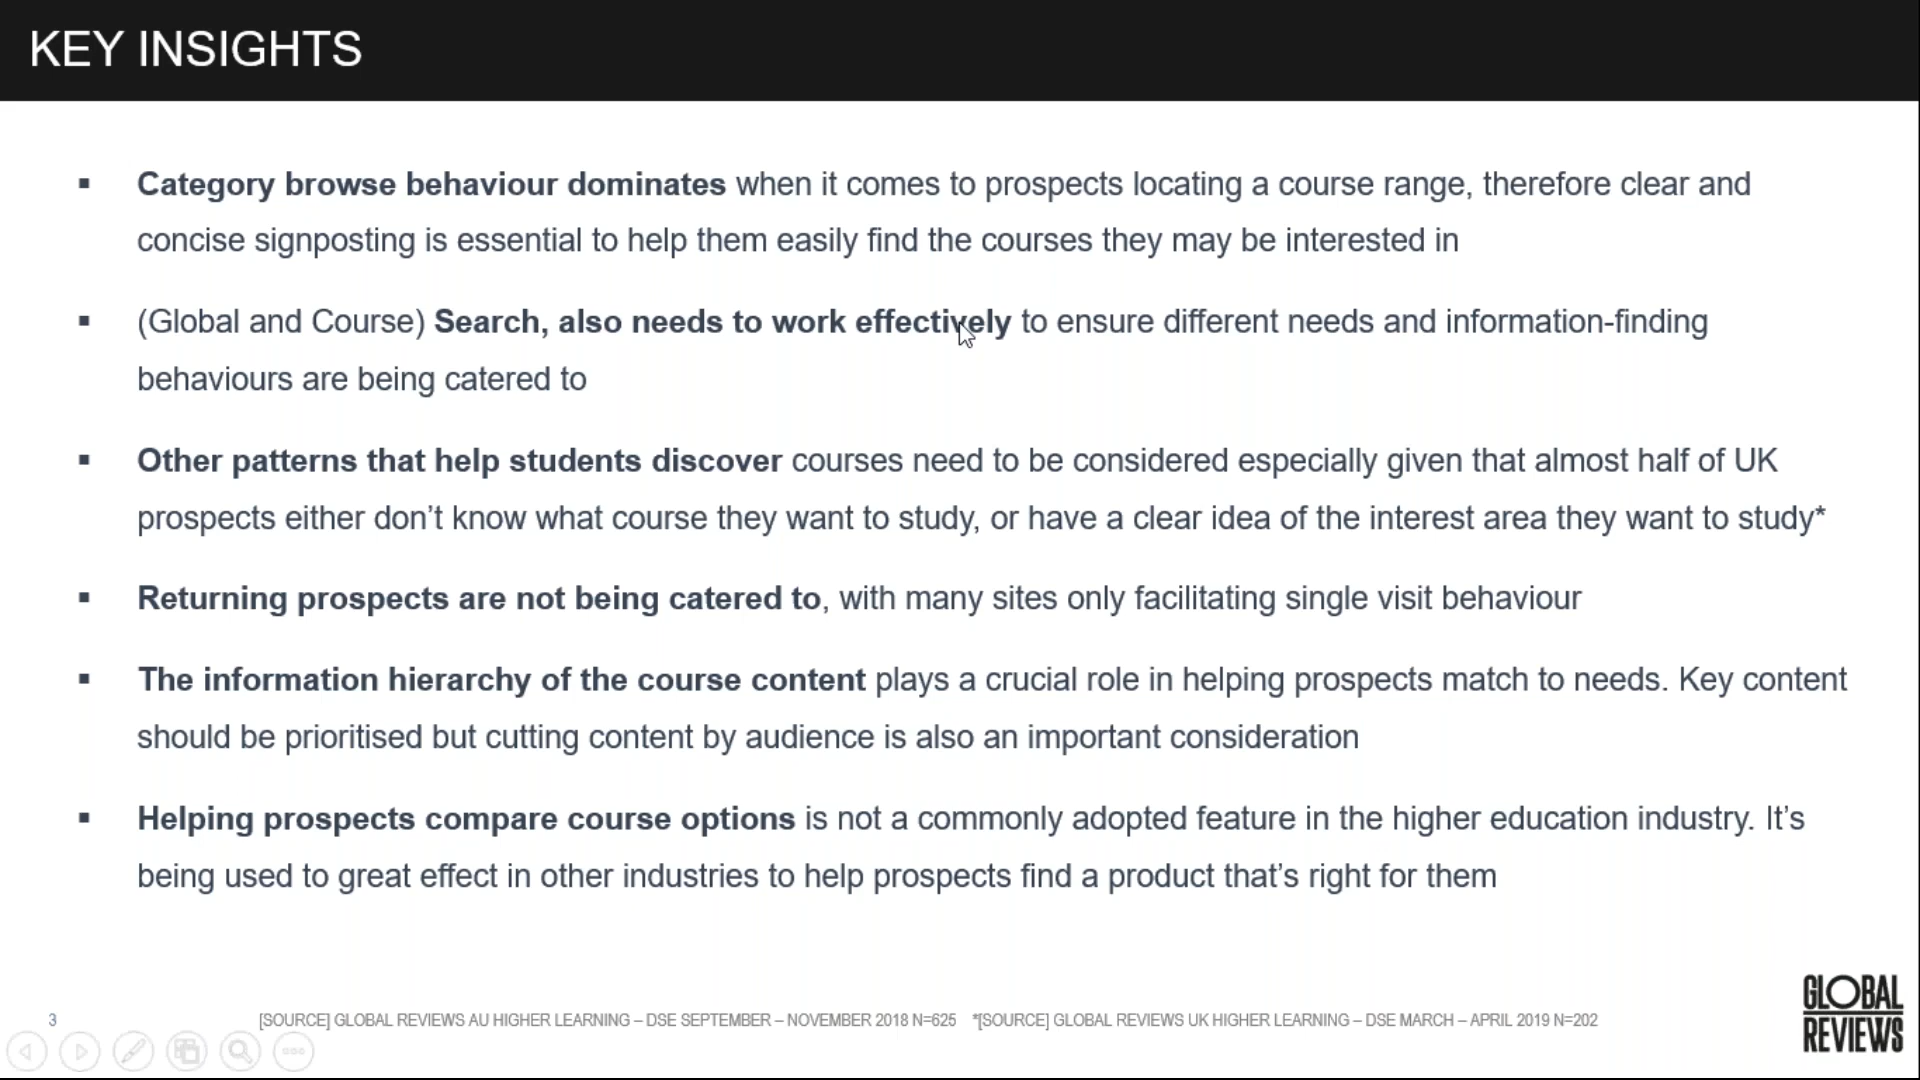 KEY INSIGHTS
▪ Category browse behaviour dominates when it comes to prospects locating a course range, therefore clear and
concise signposting is essential to help them easily find the courses they may be interested in
▪ (Global and Course) Search, also needs to work effectively to ensure different needs and information-finding
behaviours are being catered to
▪ Other patterns that help students discover courses need to be considered especially given that almost half of UK
prospects either don’t know what course they want to study, or have a clear idea of the interest area they want to study*
▪ Returning prospects are not being catered to, with many sites only facilitating single visit behaviour
▪ The information hierarchy of the course content plays a crucial role in helping prospects match to needs. Key content
should be prioritised but cutting content by audience is also an important consideration
▪ Helping prospects compare course options is not a commonly adopted feature in the higher education industry. It’s
being used to great effect in other industries to help prospects find a product that’s right for them
3
[SOURCE] GLOBAL REVIEWS AU HIGHER LEARNING – DSE SEPTEMBER – NOVEMBER 2018 N=625 *[SOURCE] GLOBAL REVIEWS UK HIGHER LEARNING – DSE MARCH – APRIL 2019 N=202
GLOBAL
REVIEWS